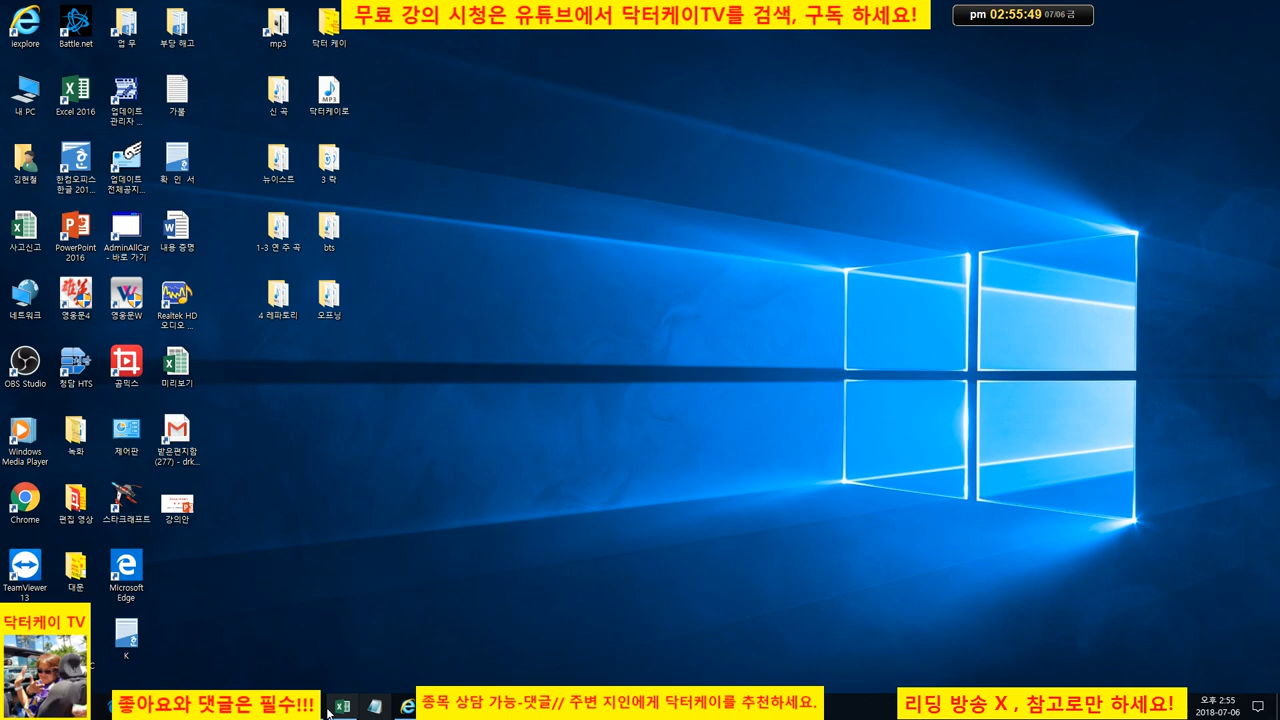 무료 강의 시청은 유튜브에서 닥터케이TV를 검색, 구독 하세요!
pm 02:55:49 07/06 금
iexplore
Battle.net
업 무
부당 해고
mp3
닥터 케이
내 PC
Excel 2016
업데이트
관리자 ...
가불
신 곡
MP3
닥터케이로
김현철
한컴오피스
한글 201...
업데이트
전체공지...
확 인 서
뉴이스트
3 락
사고신고
PowerPoint
2016
AdminAllCar
- 바로 가기
내용 증명
1-3 연 주 곡
bts
네트워크
영웅문4
영웅문W
Realtek HD
오디오 ...
4 레파토리
오프닝
OBS Studio
청담 HTS
곰믹스
미리보기
Windows
Media Player
녹화
제어판
받은편지함
(277) - drk...
Chrome
편집 영상
스타크래프트
강의안
TeamViewer
13
대문
Microsoft
Edge
K
닥터케이 TV
좋아요와 댓글은 필수!!!
종목 상담 가능-댓글// 주변 지인에게 닥터케이를 추천하세요.
리딩 방송 X , 참고로만 하세요!
오후 2:55
2018-07-06